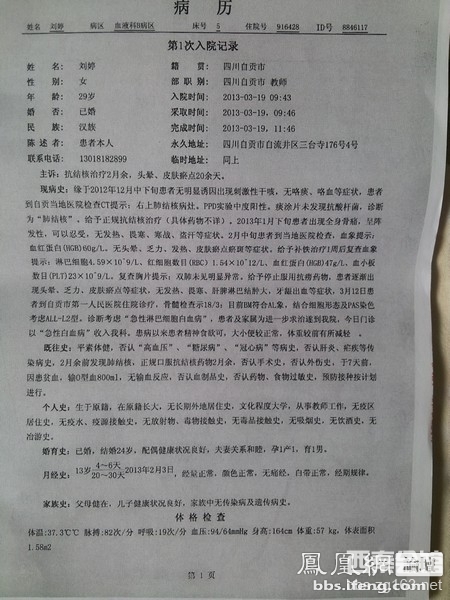 病 历
姓名 刘婷 病区 血液科B病区 床号 5 住院号 916428 ID号 8846117
第1次入院记录
姓 名: 刘婷 籍 贯: 四川自贡市
性 别: 女 部 职 别: 四川自贡市 教师
年 龄: 29岁 入院时间: 2013-03-19 09:43
婚 否: 已婚 采取时间: 2013-03-19, 09:46
民 族: 汉族 完成时间: 2013-03-19, 11:46
陈 述 者: 患者本人 永久地址: 四川自贡市自流井区三台寺176号4号
联系电话: 13018182899 临时地址: 同上
主诉: 抗结核治疗2月余, 头晕、皮肤瘀点20余天。
现病史: 缘于2012年12月中下旬患者无明显诱因出现刺激性干咳, 无咯痰、咯血等症状, 患者
到自贡当地医院检查CT提示: 右上肺结核病灶, PPD实验中度阳性。痰涂片未发现抗酸杆菌, 诊断
为“肺结核”。给予正规抗结核治疗(具体药物不详)。2013年1月下旬患者出现全身骨痛, 呈阵
发性, 可以忍受, 无发热、畏寒、寒战、盗汗等症状。2月中旬患者到当地医院检查, 血象提示:
血红蛋白(HGB)60g/L。无头晕、乏力、发热、皮肤瘀点瘀斑等症状。给予补铁治疗1周后复查血象
提示: 淋巴细胞4.59×10^9/L、红细胞数目(RBC) 1.54×10^12/L, 血红蛋白(HGB)47g/L, 血小板
数目(PLT)23×10^9/L。复查胸片提示: 双肺未见明显异常。给予停止服用抗痨药物, 患者逐渐出
现头晕、乏力、皮肤瘀点等症状, 无发热、畏寒、肝脾淋巴结肿大、牙龈出血等症状, 3月12日患
者到自贡市第一人民医院住院诊疗, 骨髓检查示18/3: 目前BM符合AL象, 结合细胞形态及PAS染色
考虑ALL-L2型。诊断考虑“急性淋巴细胞白血病”, 患者及家属为进一步求治遂到我院, 今日门诊
以“急性白血病”收入我科。患病以来患者精神食欲可, 大小便较正常, 体重较前有所减轻 。
既往史: 平素体健, 否认“高血压”、“糖尿病”、“冠心病”等病史, 否认肝炎、疟疾等传
染病史, 2月余前发现肺结核, 正规口服抗结核药物2月余, 否认手术史, 否认外伤史, 于7天前,
因患贫血, 输O型血800ml, 无输血反应, 否认血制品史, 否认药物、食物过敏史, 预防接种按计划
进行。
个人史: 生于原籍, 在原籍长大, 无长期外地居住史, 文化程度大学, 从事教师工作, 无疫区
居住史, 无疫水、疫源接触史, 无放射物、毒物接触史, 无毒品接触史, 无吸烟史, 无饮酒史, 无
冶游史。
婚育史: 已婚, 结婚24岁, 配偶健康状况良好, 夫妻关系和睦, 孕1产1, 育1男。
月经史: 13岁 4~6天 2013年2月3日, 经量正常, 颜色正常, 无痛经, 白带正常, 经期规律。
20~30天
家族史: 父母健在, 儿子健康状况良好, 家族中无传染病及遗传病史。
体 格 检 查
体温:37.3℃℃ 脉搏:82次/分 呼吸:19次/分 血压:94/64mmHg 身高:164cm 体重:57 kg, 体表面积
1.58m2
第 1 页
凤凰网论坛
bbs.ifeng.com